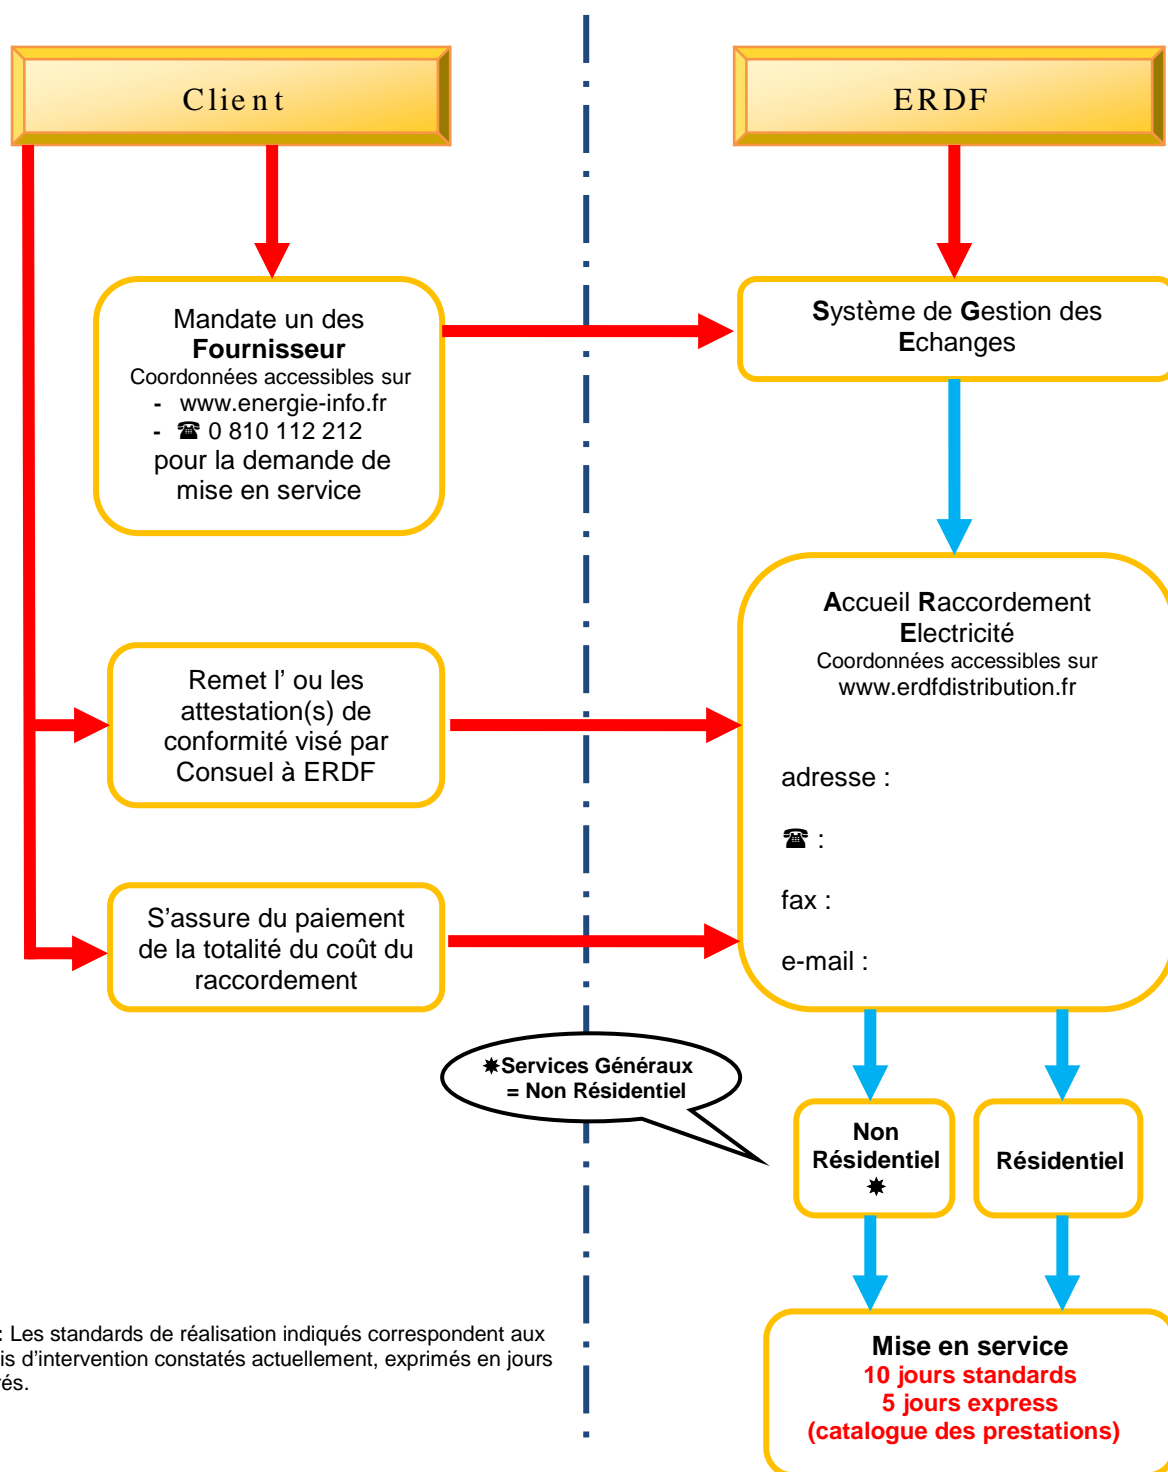 Client
ERDF
Mandate un des
Fournisseur
Coordonnées accessibles sur
- www.energie-info.fr
- ☎ 0 810 112 212
pour la demande de
mise en service
Système de Gestion des
Echanges
Accueil Raccordement
Electricité
Coordonnées accessibles sur
www.erdfdistribution.fr
adresse :
☎ :
fax :
e-mail :
Remet l’ ou les
attestation(s) de
conformité visé par
Consuel à ERDF
S’assure du paiement
de la totalité du coût du
raccordement
✷Services Généraux
= Non Résidentiel
Non
Résidentiel
✷
Résidentiel
: Les standards de réalisation indiqués correspondent aux
is d’intervention constatés actuellement, exprimés en jours
és.
Mise en service
10 jours standards
5 jours express
(catalogue des prestations)